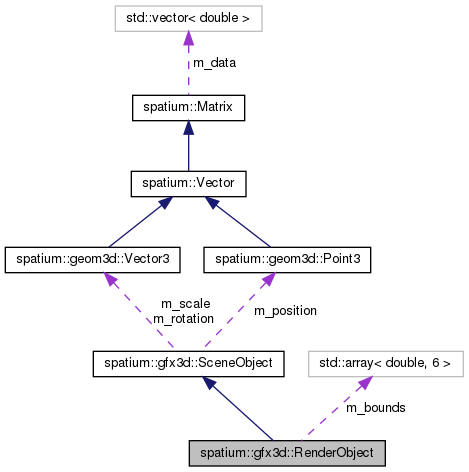 std::vector< double >
m_data
spatium::Matrix
spatium::Vector
spatium::geom3d::Vector3
spatium::geom3d::Point3
m_scale
m_rotation
m_position
spatium::gfx3d::SceneObject
std::array< double, 6 >
m_bounds
spatium::gfx3d::RenderObject